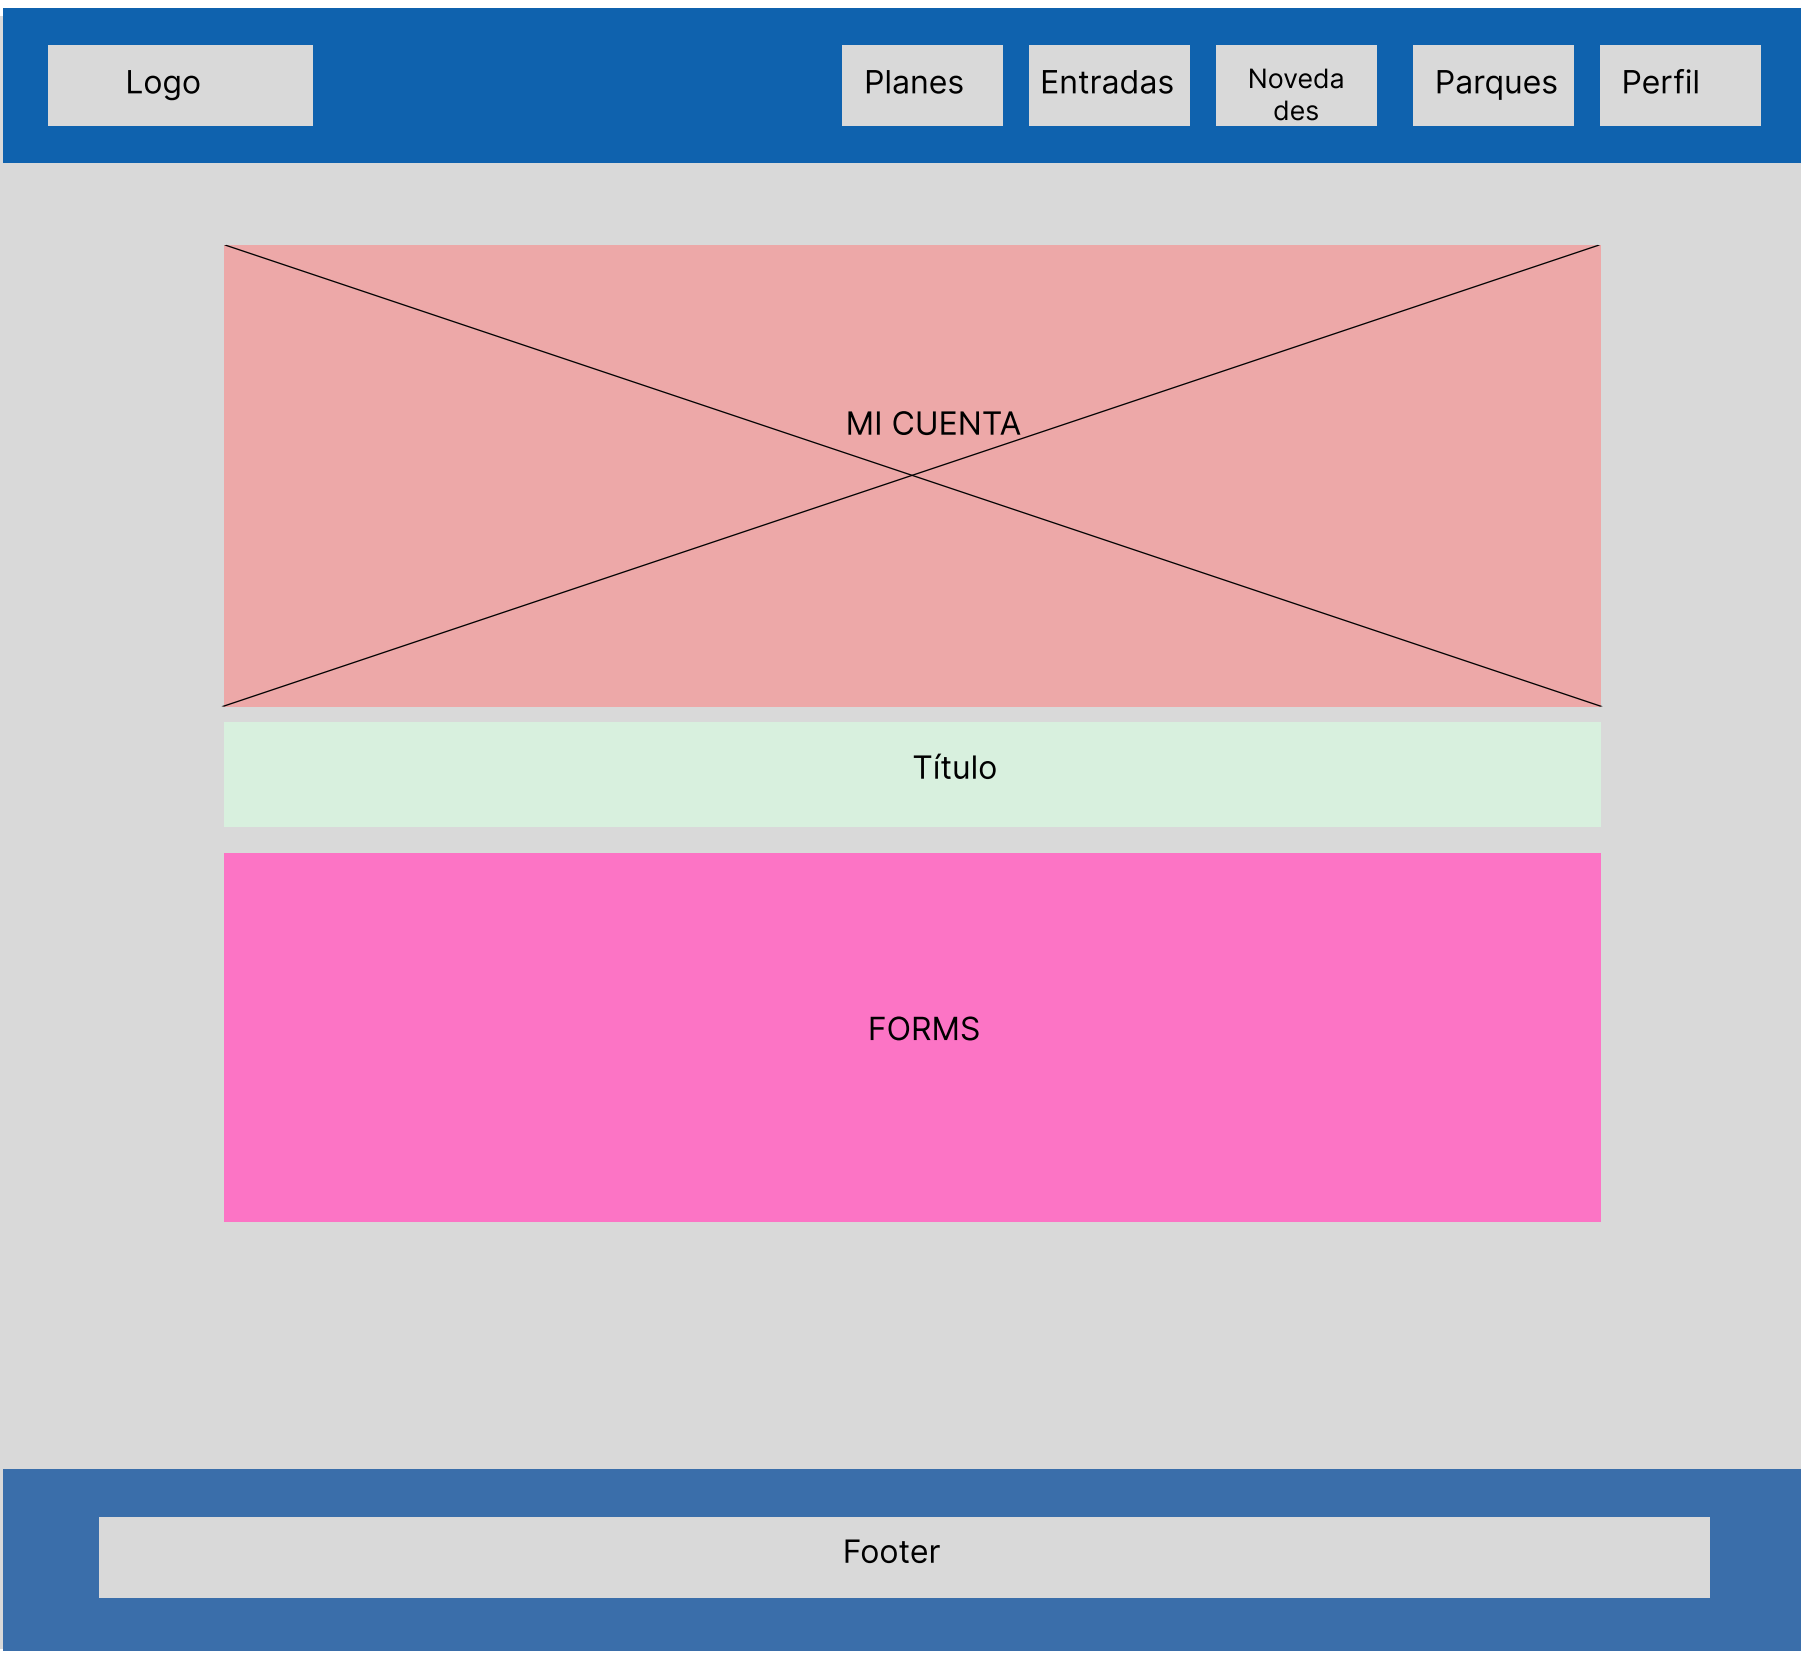 Logo
Planes
Entradas
Noveda
des
Parques
Perfil
MI CUENTA
Título
FORMS
Footer